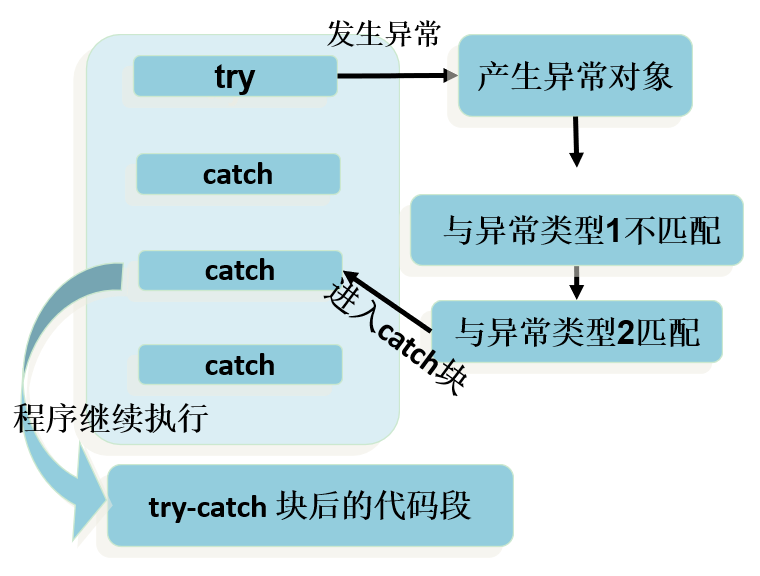 发生异常
try
产生异常对象
catch
与异常类型1不匹配
catch
进入catch块
与异常类型2匹配
catch
程序继续执行
try-catch 块后的代码段